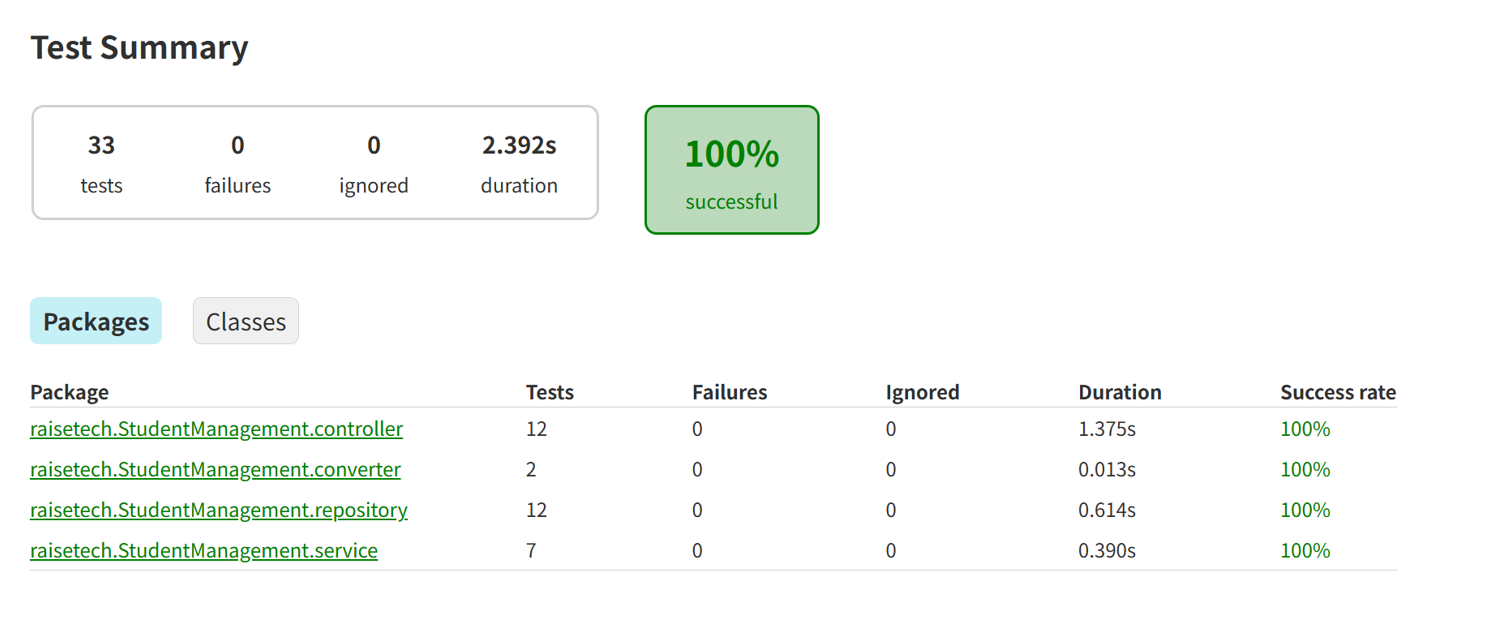 Test Summary
33 0 0 2.392s
tests failures ignored duration
100%
successful
Packages Classes
Package Tests Failures Ignored Duration Success rate
raisetech.StudentManagement.controller 12 0 0 1.375s 100%
raisetech.StudentManagement.converter 2 0 0 0.013s 100%
raisetech.StudentManagement.repository 12 0 0 0.614s 100%
raisetech.StudentManagement.service 7 0 0 0.390s 100%